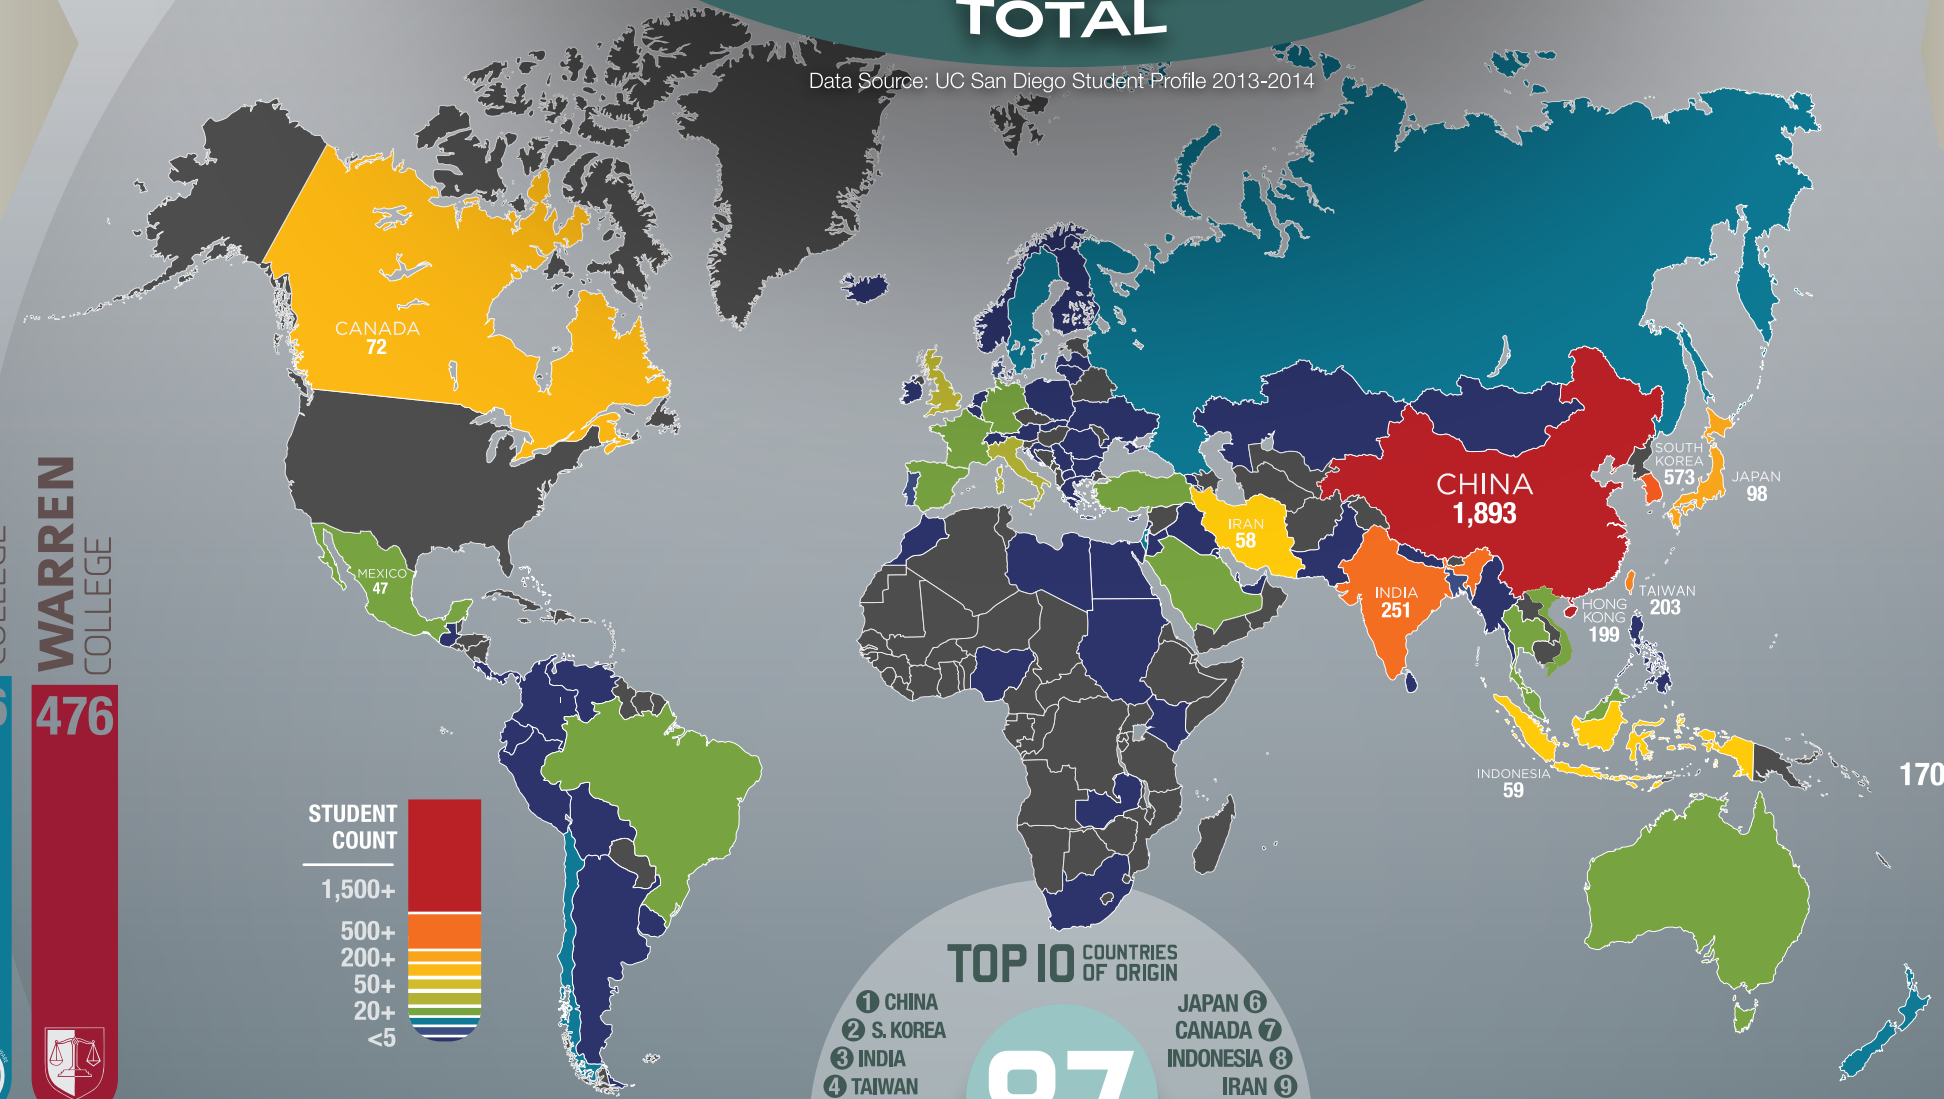 TOTAL
Data Source: UC San Diego Student Profile 2013-2014
CANADA
72
MEXICO
47
IRAN
58
INDIA
251
CHINA
1,893
SOUTH
KOREA
573
JAPAN
98
TAIWAN
203
HONG
KONG
199
INDONESIA
59
170
COLLEGE
WARREN
COLLEGE
476
STUDENT
COUNT
1,500+
500+
200+
50+
20+
<5
TOP 10 COUNTRIES
OF ORIGIN
1 CHINA
2 S. KOREA
3 INDIA
4 TAIWAN
JAPAN 6
CANADA 7
INDONESIA 8
IRAN 9
87